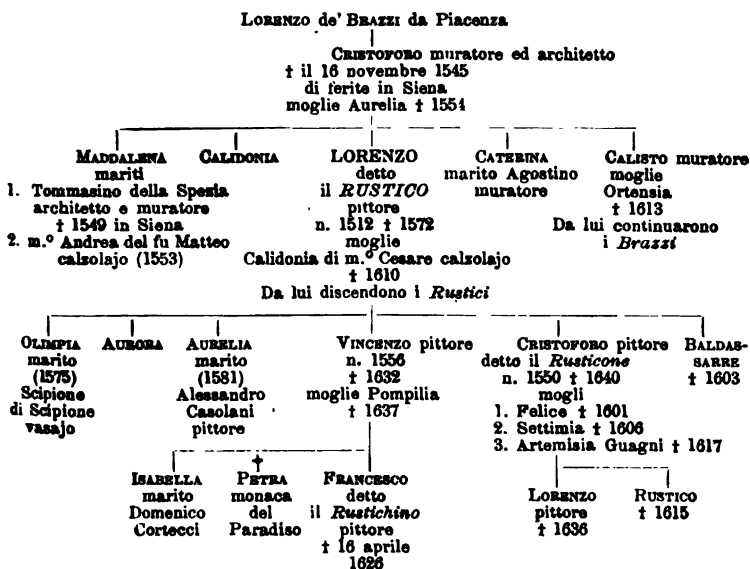 LORENZO de' BRAZZI da Piacenza
CRISTOFORO muratore ed architetto
† il 16 novembre 1545
di ferite in Siena
moglie Aurelia † 1554
MADDALENA
mariti
1. Tommasino della Spezia
architetto e muratore
† 1549 in Siena
2. m.º Andrea del fu Matteo
calzolajo (1553)
CALIDONIA
LORENZO
detto
il RUSTICO
pittore
n. 1512 † 1572
moglie
Calidonia di m.º Cesare calzolajo
† 1610
Da lui discendono i Rustici
CATERINA
marito Agostino
muratore
CALISTO muratore
moglie
Ortensia
† 1613
Da lui continuarono
i Brazzi
OLIMPIA
marito
(1575)
Scipione
di Scipione
vasajo
AURORA
AURELIA
marito
(1581)
Alessandro
Casolani
pittore
VINCENZO pittore
n. 1556
† 1632
moglie Pompilia
† 1637
CRISTOFORO pittore
detto il Rusticone
n. 1550 † 1640
mogli
1. Felice † 1601
2. Settimia † 1606
3. Artemisia Guagni † 1617
BALDAS-
SARRE
† 1603
ISABELLA
marito
Domenico
Cortecci
†
PETRA
monaca
del
Paradiso
FRANCESCO
detto
il Rustichino
pittore
† 16 aprile
1626
LORENZO
pittore
† 1636
RUSTICO
† 1615